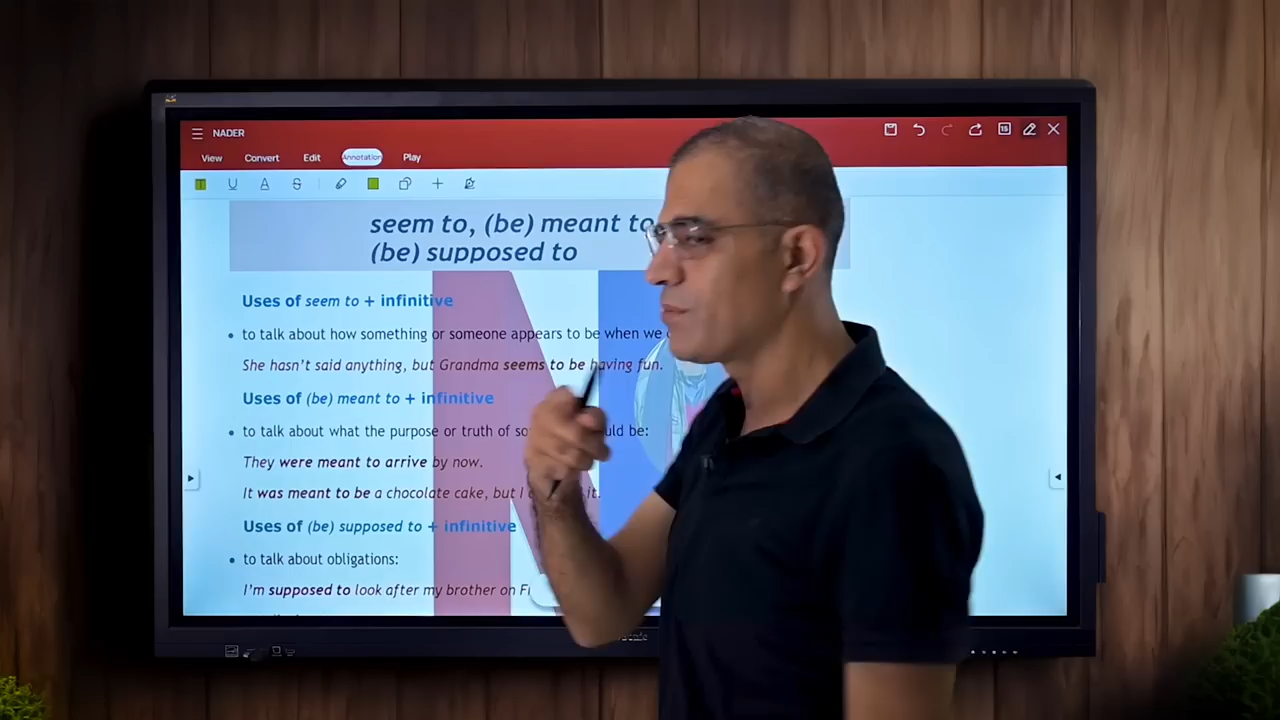 NADER
View Convert Edit Annotation Play
15
T U A S
seem to, (be) meant to
(be) supposed to
Uses of seem to + infinitive
• to talk about how something or someone appears to be when we
She hasn't said anything, but Grandma seems to be having fun.
Uses of (be) meant to + infinitive
• to talk about what the purpose or truth of be:
They were meant to arrive by now.
It was meant to be a chocolate cake, but I it.
Uses of (be) supposed to + infinitive
• to talk about obligations:
I'm supposed to look after my brother on